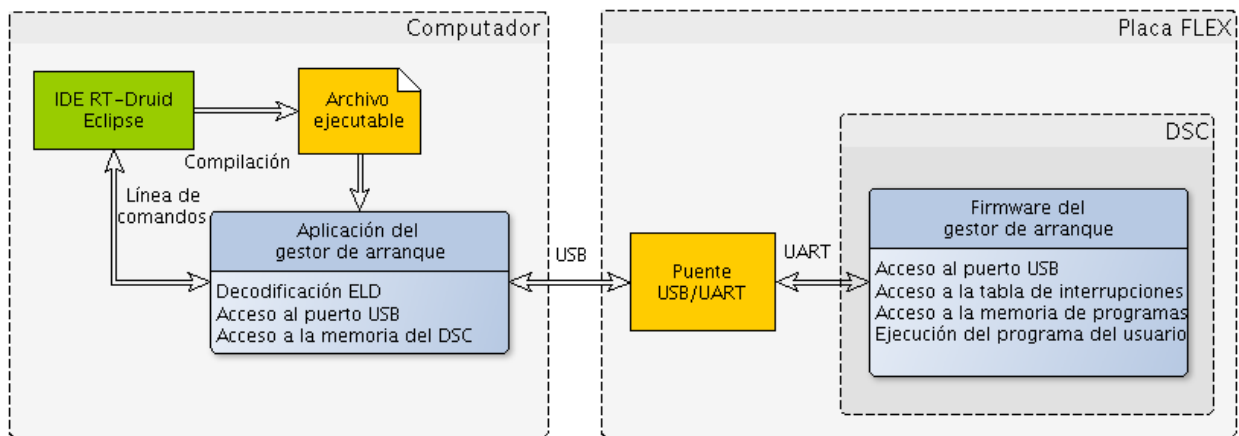 Computador
IDE RT-Druid
Eclipse
Archivo
ejecutable
Compilación
Línea de
comandos
Aplicación del
gestor de arranque
Decodificación ELD
Acceso al puerto USB
Acceso a la memoria del DSC
USB
Placa FLEX
Puente
USB/UART
UART
DSC
Firmware del
gestor de arranque
Acceso al puerto USB
Acceso a la tabla de interrupciones
Acceso a la memoria de programas
Ejecución del programa del usuario